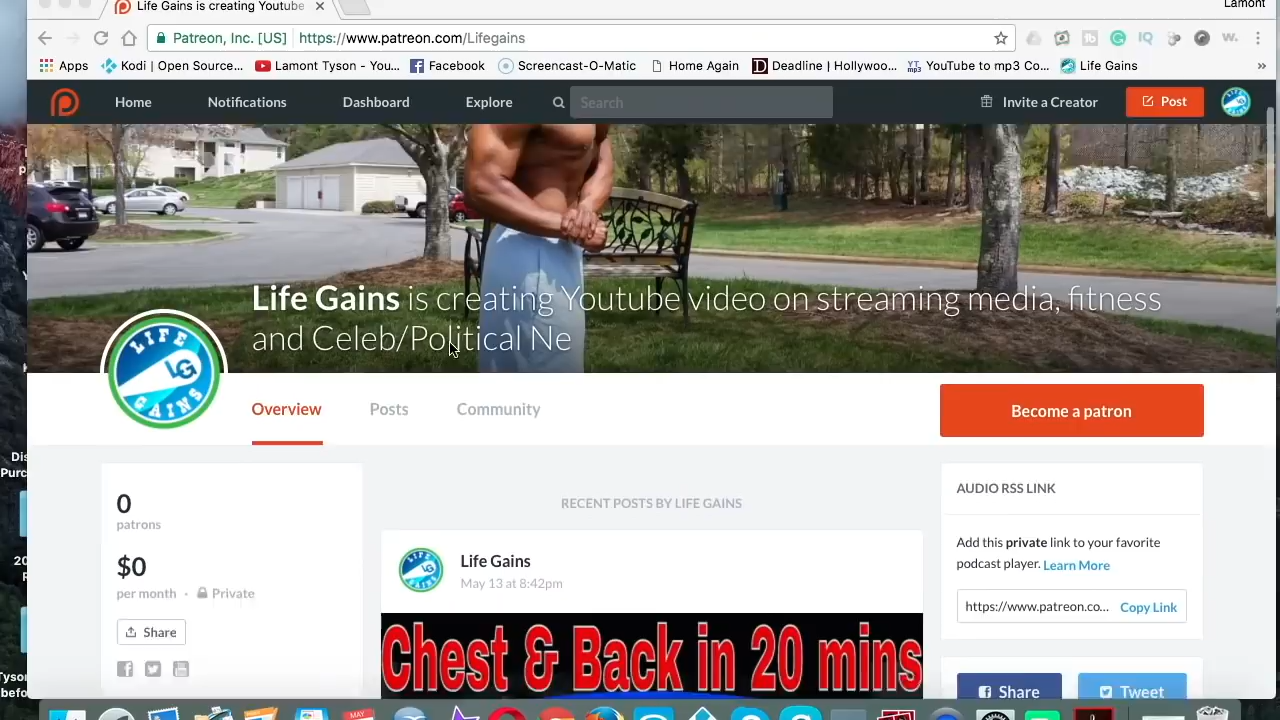 Life Gains is creating Youtube
Lamont
Patreon, Inc. [US] https://www.patreon.com/Lifegains
Apps Kodi | Open Source... Lamont Tyson - You... Facebook Screencast-O-Matic Home Again Deadline | Hollywoo... YouTube to mp3 Co... Life Gains »
Home Notifications Dashboard Explore Search Invite a Creator Post
Life Gains is creating Youtube video on streaming media, fitness
and Celeb/Political Ne
LIFE
LG
GAINS
Overview Posts Community Become a patron
0
patrons
$0
per month · Private
Share
RECENT POSTS BY LIFE GAINS
Life Gains
May 13 at 8:42pm
Chest & Back in 20 mins
AUDIO RSS LINK
Add this private link to your favorite
podcast player. Learn More
https://www.patreon.co... Copy Link
Share Tweet
MAY